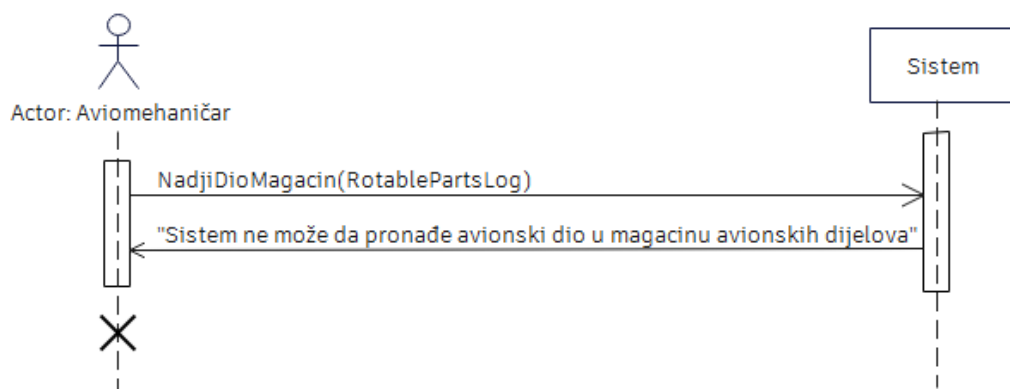 Sistem
Actor: Aviomehaničar
NadjiDioMagacin(RotablePartsLog)
"Sistem ne može da pronađe avionski dio u magacinu avionskih dijelova"